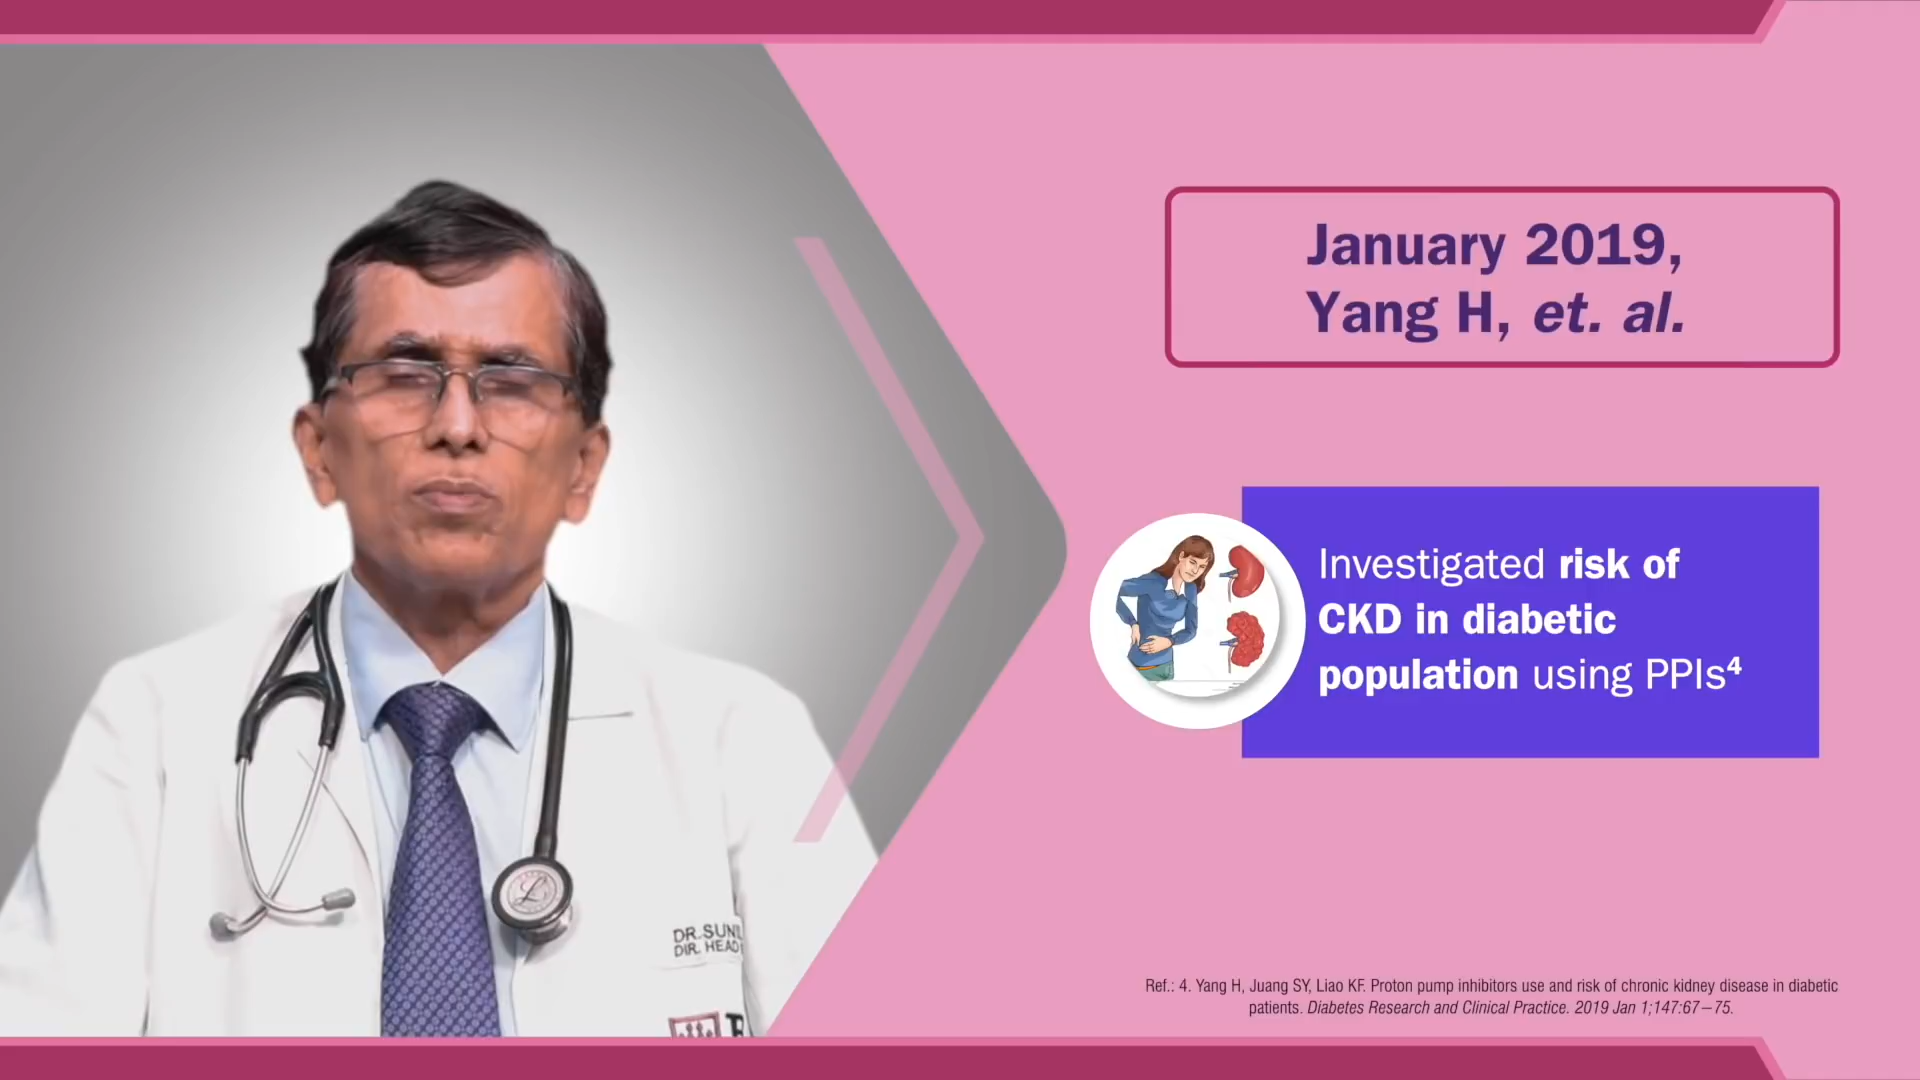 January 2019,
Yang H, et. al.
Investigated risk of
CKD in diabetic
population using PPIs⁴
DR.SUNIL
DIR. HEAD
Ref.: 4. Yang H, Juang SY, Liao KF. Proton pump inhibitors use and risk of chronic kidney disease in diabetic
patients. Diabetes Research and Clinical Practice. 2019 Jan 1;147:67–75.